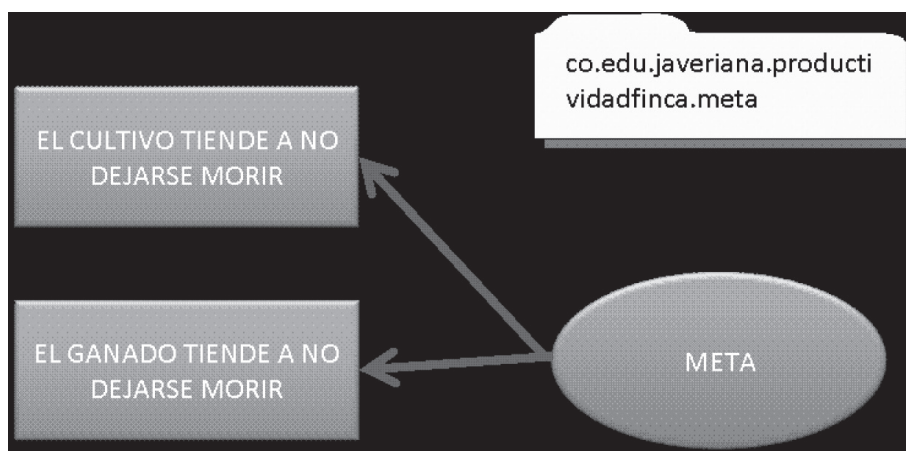 co.edu.javeriana.producti
vidadfinca.meta
EL CULTIVO TIENDE A NO
DEJARSE MORIR
EL GANADO TIENDE A NO
DEJARSE MORIR
META